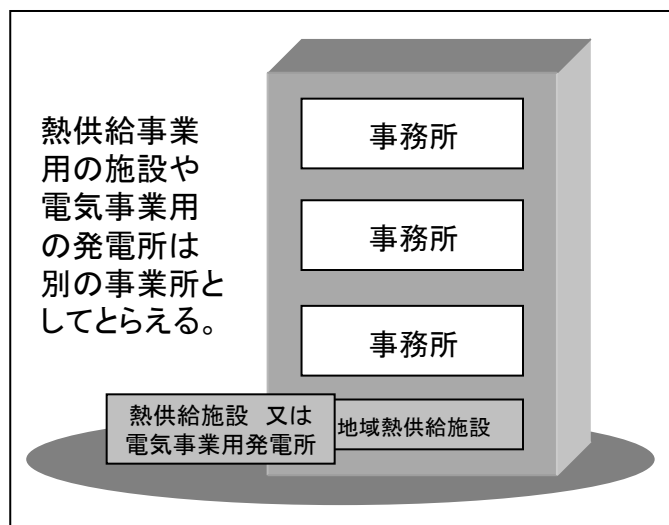 熱供給事業
用の施設や
電気事業用
の発電所は
別の事業所と
してとらえる。
事務所
事務所
事務所
熱供給施設　又は
電気事業用発電所
地域熱供給施設